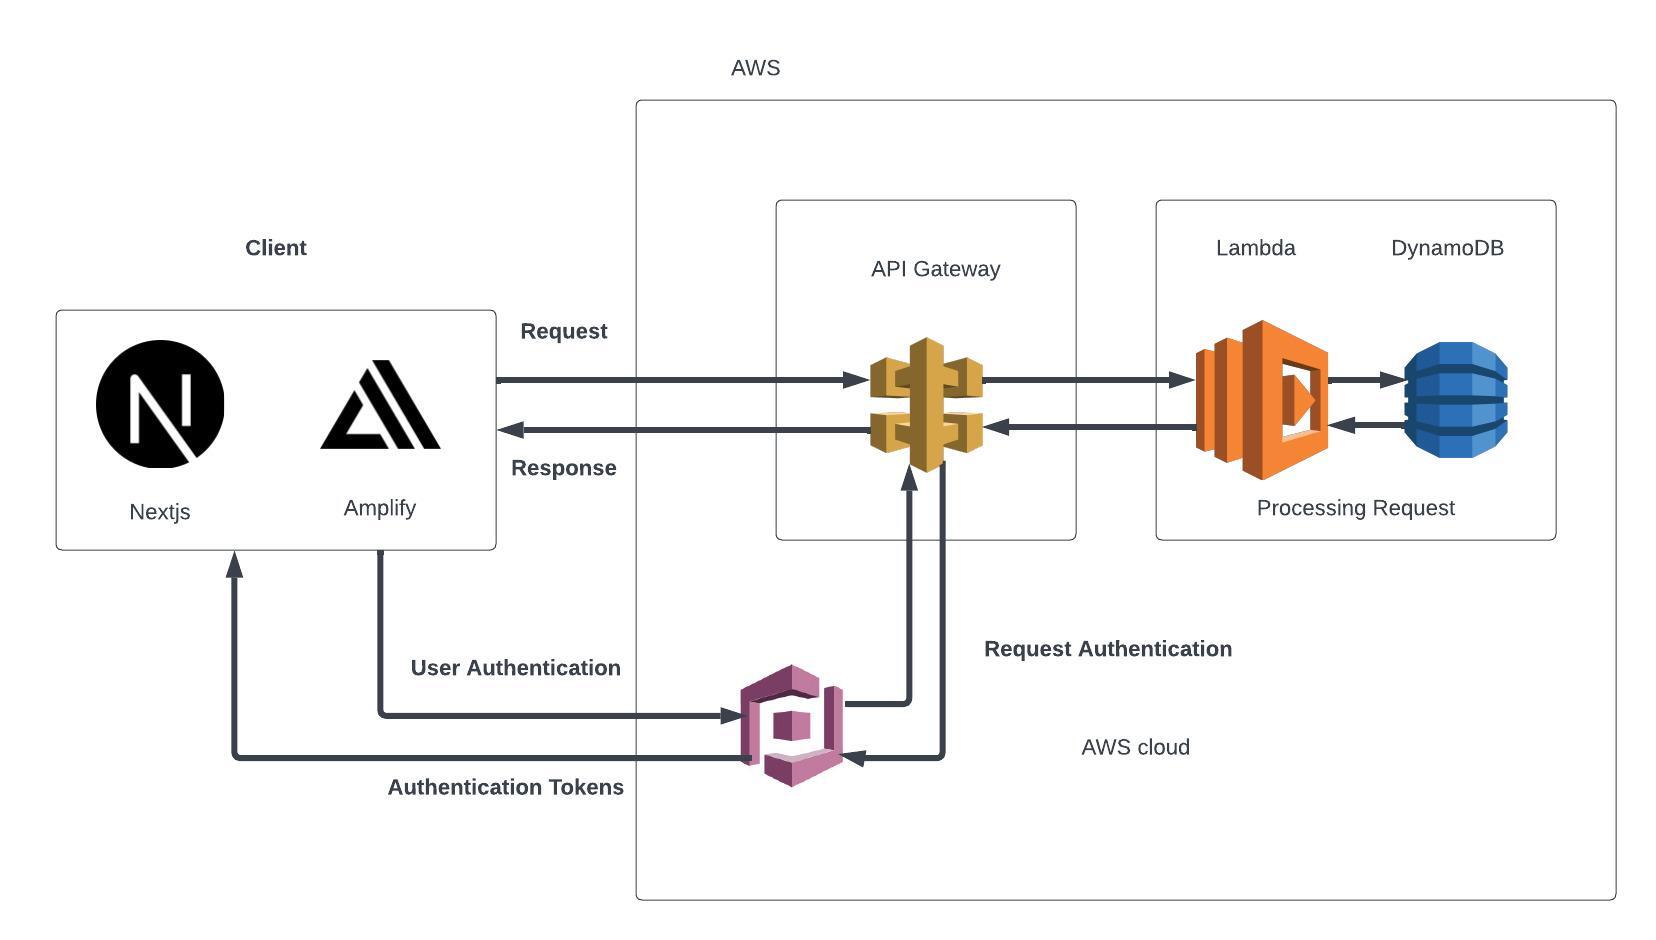 AWS
Client
API Gateway
Lambda
DynamoDB
Request
Response
Nextjs
Amplify
Processing Request
User Authentication
Request Authentication
AWS cloud
Authentication Tokens